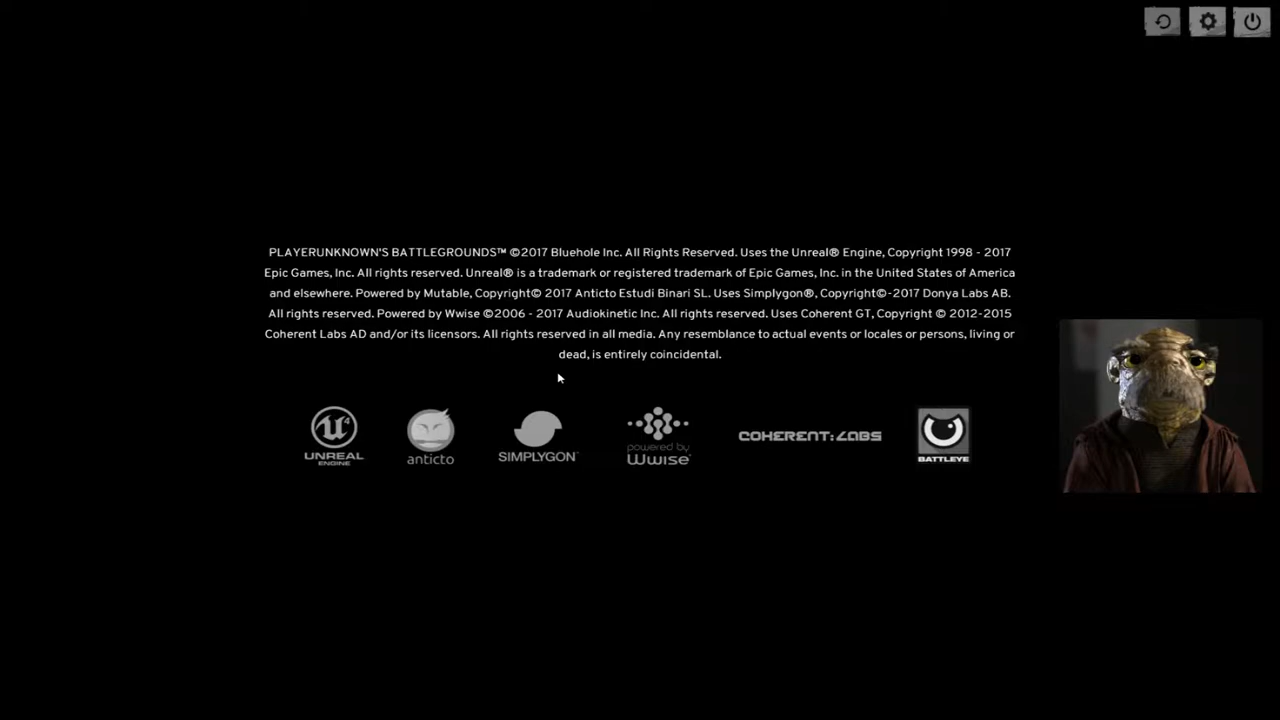 PLAYERUNKNOWN'S BATTLEGROUNDS™ ©2017 Bluehole Inc. All Rights Reserved. Uses the Unreal® Engine, Copyright 1998 - 2017
Epic Games, Inc. All rights reserved. Unreal® is a trademark or registered trademark of Epic Games, Inc. in the United States of America
and elsewhere. Powered by Mutable, Copyright© 2017 Anticto Estudi Binari SL. Uses Simplygon®, Copyright©-2017 Donya Labs AB.
All rights reserved. Powered by Wwise ©2006 - 2017 Audiokinetic Inc. All rights reserved. Uses Coherent GT, Copyright © 2012-2015
Coherent Labs AD and/or its licensors. All rights reserved in all media. Any resemblance to actual events or locales or persons, living or
dead, is entirely coincidental.
UNREAL
ENGINE
4
anticto
SIMPLYGON
powered by
Wwise
COHERENT:LABS
BATTLEYE